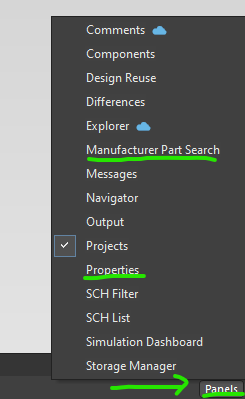 Comments
Components
Design Reuse
Differences
Explorer
Manufacturer Part Search
Messages
Navigator
Output
Projects
Properties
SCH Filter
SCH List
Simulation Dashboard
Storage Manager
Panels